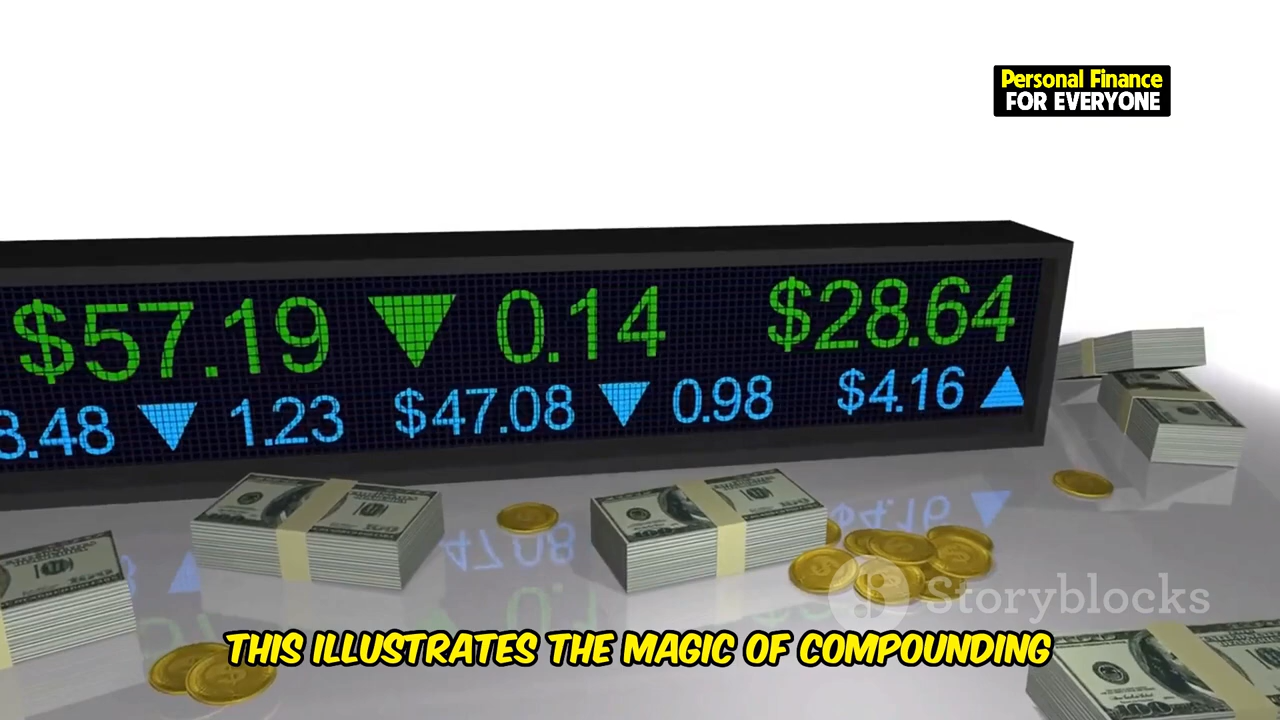 Personal Finance
FOR EVERYONE
$57.19 ▼ 0.14 $28.64
8.48 ▼ 1.23 $47.08 ▼ 0.98 $4.16 ▲
Storyblocks
THIS ILLUSTRATES THE MAGIC OF COMPOUNDING